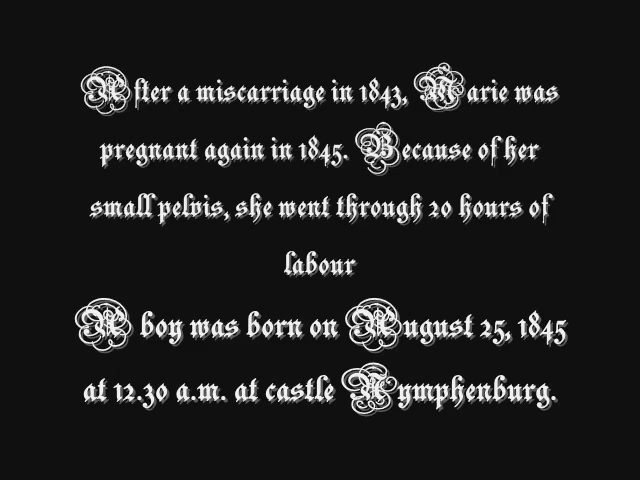 After a miscarriage in 1843, Marie was
pregnant again in 1845. Because of her
small pelvis, she went through 20 hours of
labour
A boy was born on August 25, 1845
at 12.30 a.m. at castle Nymphenburg.